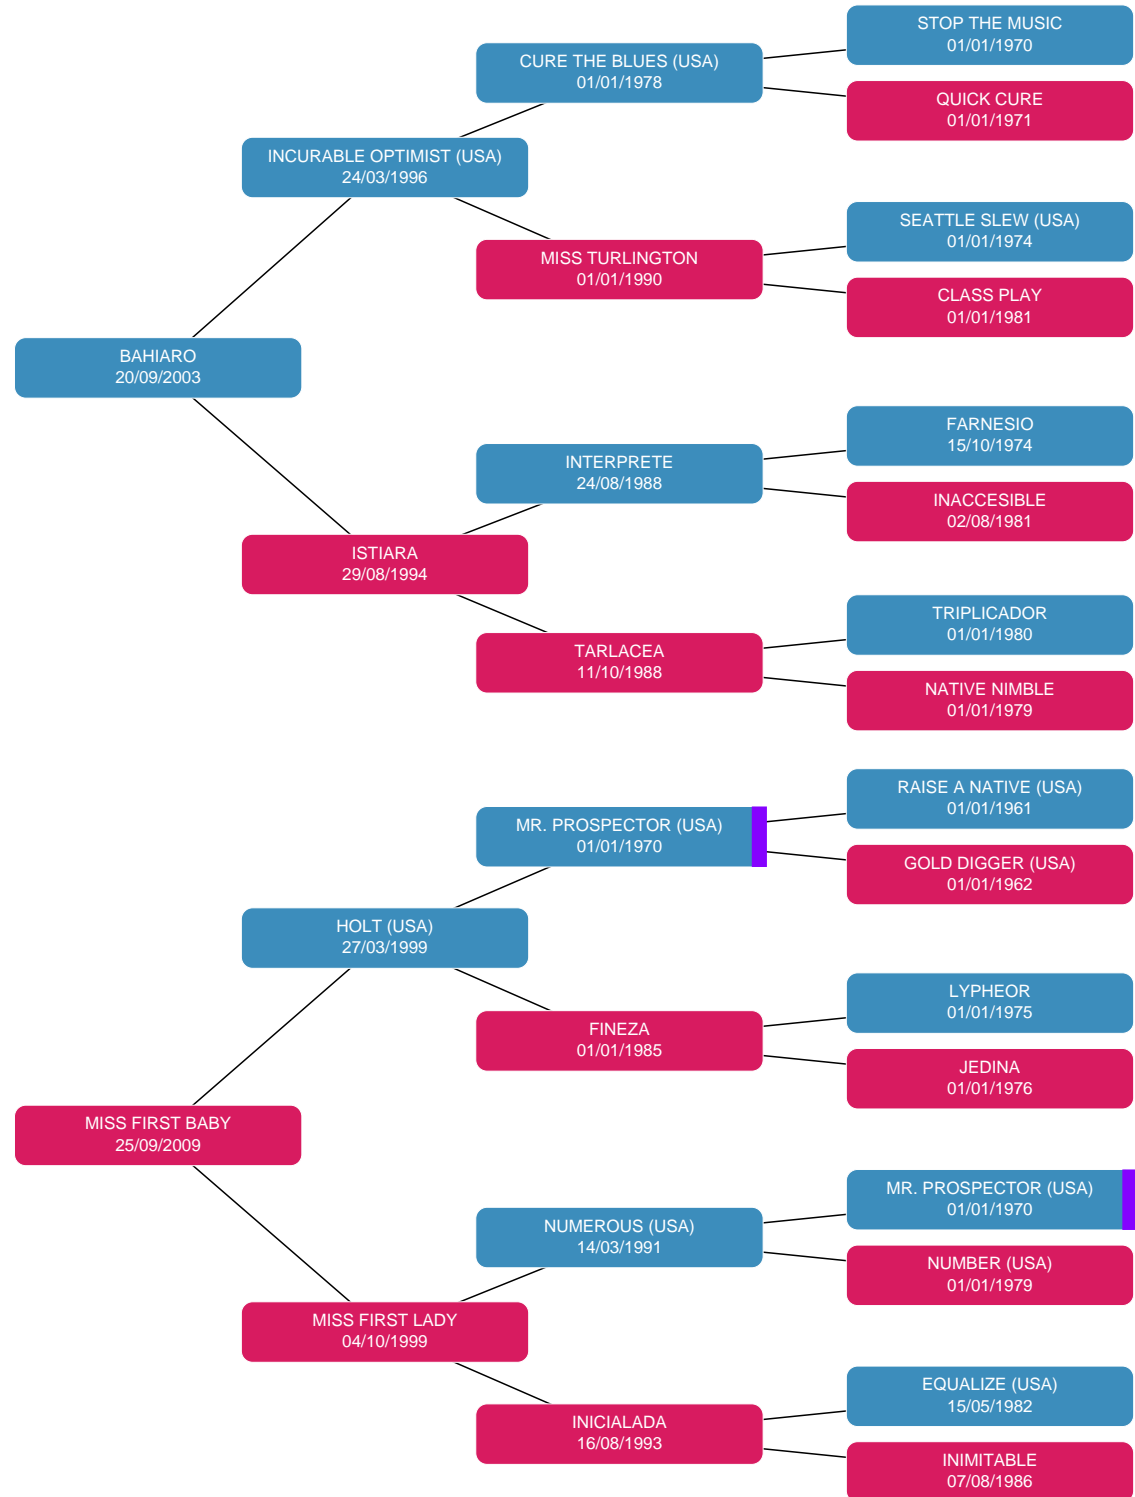 STOP THE MUSIC
01/01/1970
CURE THE BLUES (USA)
01/01/1978
QUICK CURE
01/01/1971
INCURABLE OPTIMIST (USA)
24/03/1996
SEATTLE SLEW (USA)
01/01/1974
MISS TURLINGTON
01/01/1990
CLASS PLAY
01/01/1981
BAHIARO
20/09/2003
FARNESIO
15/10/1974
INTERPRETE
24/08/1988
INACCESIBLE
02/08/1981
ISTIARA
29/08/1994
TRIPLICADOR
01/01/1980
TARLACEA
11/10/1988
NATIVE NIMBLE
01/01/1979
RAISE A NATIVE (USA)
01/01/1961
MR. PROSPECTOR (USA)
01/01/1970
GOLD DIGGER (USA)
01/01/1962
HOLT (USA)
27/03/1999
LYPHEOR
01/01/1975
FINEZA
01/01/1985
JEDINA
01/01/1976
MISS FIRST BABY
25/09/2009
MR. PROSPECTOR (USA)
01/01/1970
NUMEROUS (USA)
14/03/1991
NUMBER (USA)
01/01/1979
MISS FIRST LADY
04/10/1999
EQUALIZE (USA)
15/05/1982
INICIALADA
16/08/1993
INIMITABLE
07/08/1986